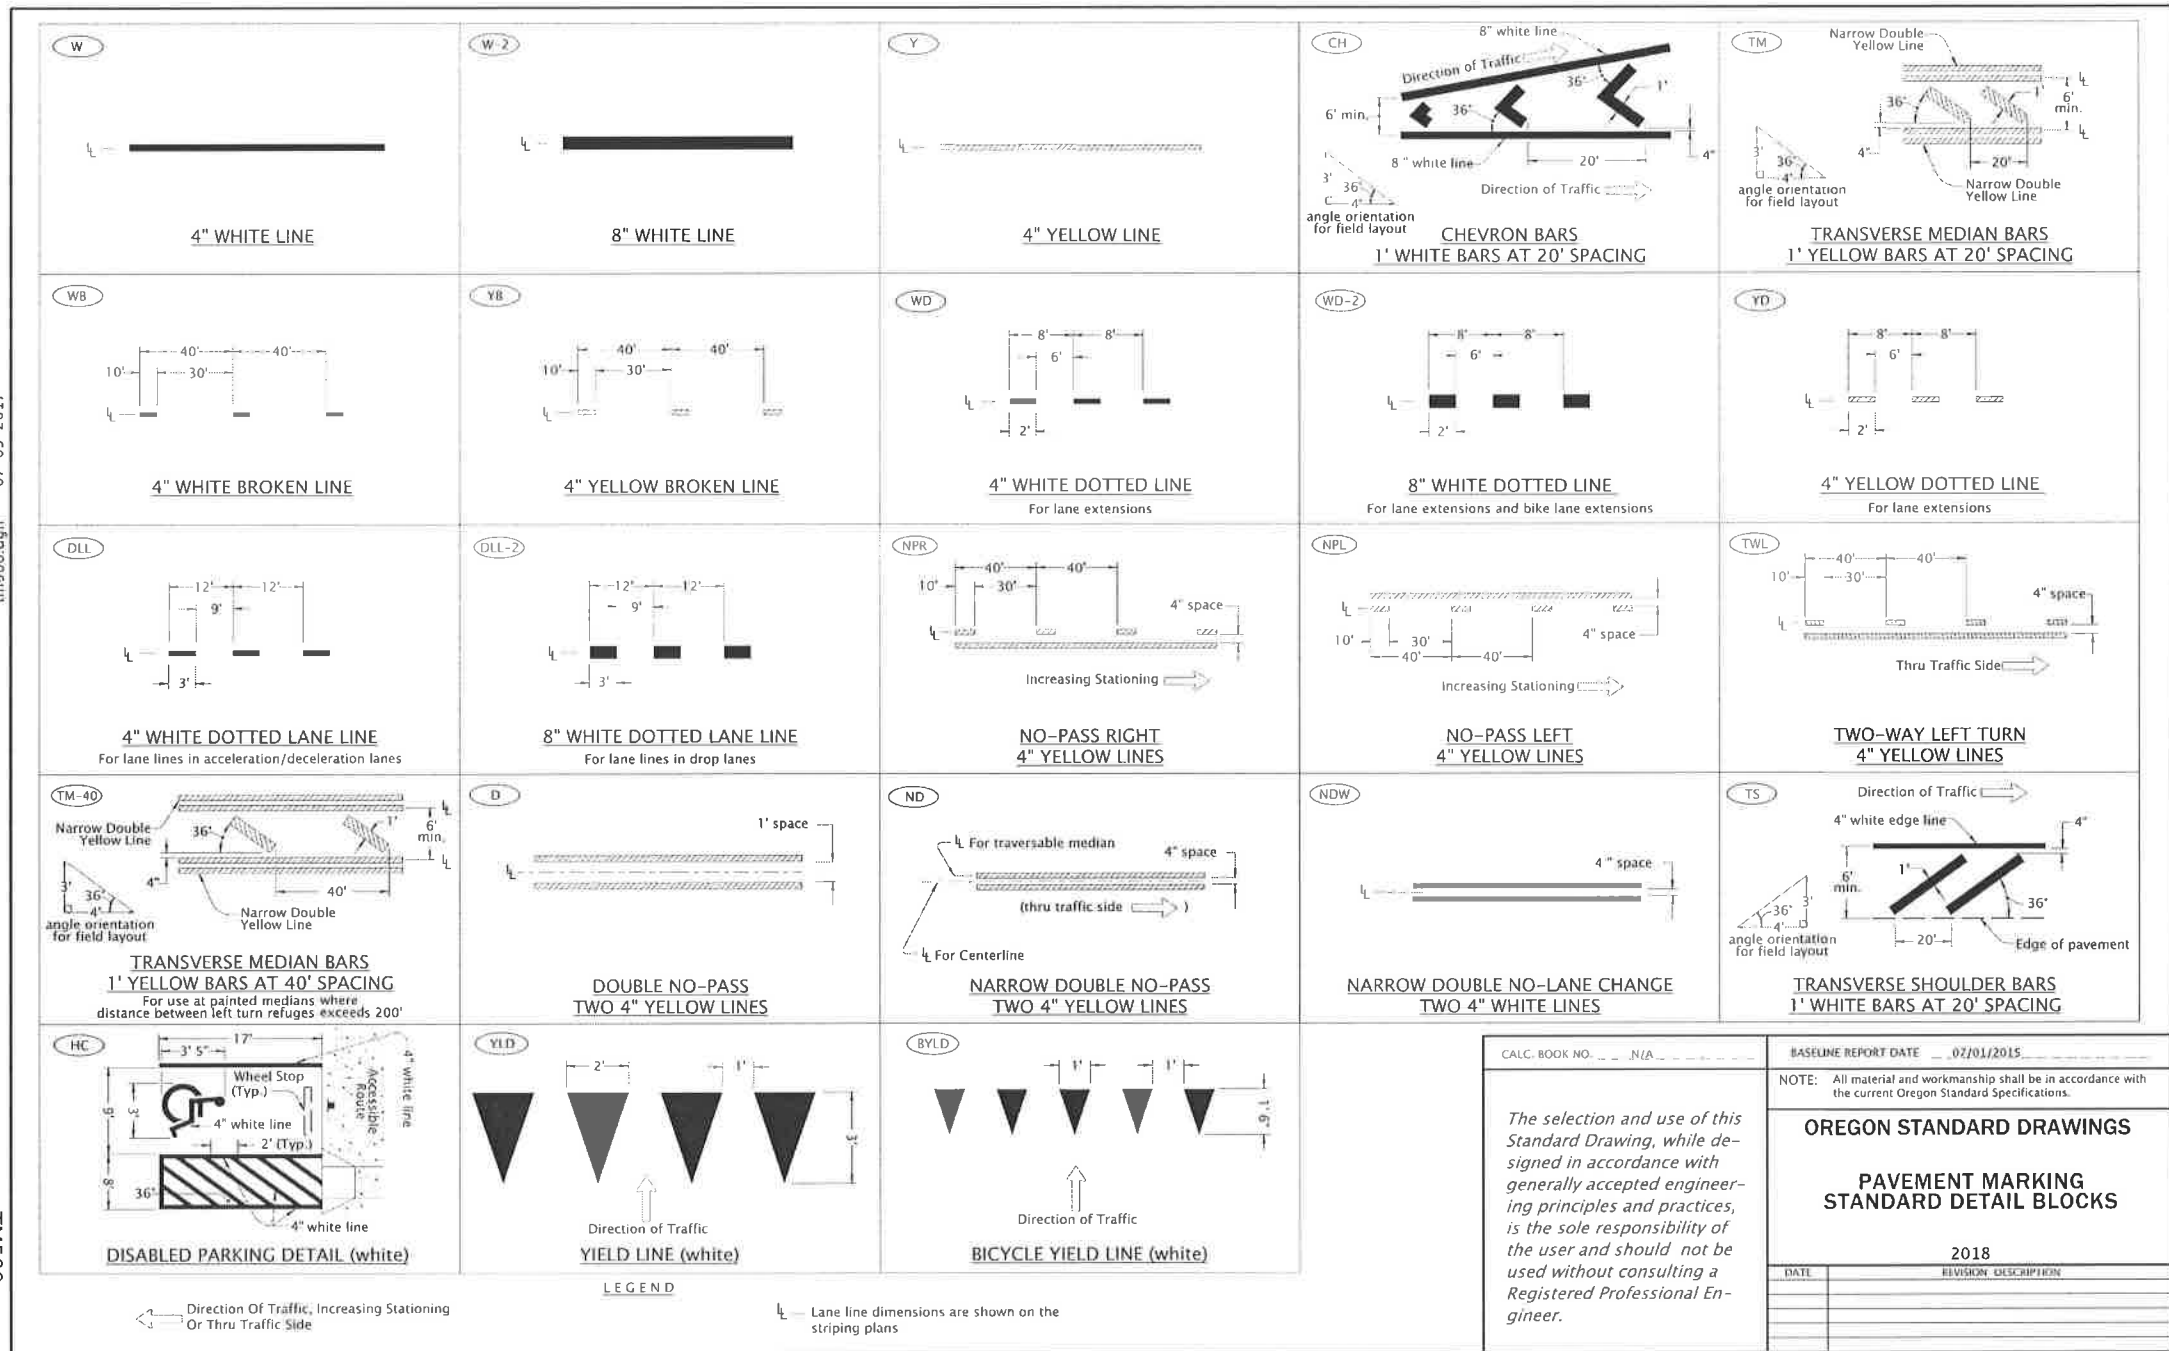 W
4" WHITE LINE
W-2
8" WHITE LINE
Y
4" YELLOW LINE
CH
8" white line
Direction of Traffic
36°
36°
1'
6' min.
8 " white line
20'
4"
3'
36°
4'
Direction of Traffic
angle orientation
for field layout
CHEVRON BARS
1' WHITE BARS AT 20' SPACING
TM
Narrow Double
Yellow Line
36°
1'
6'
min.
4"
3'
36°
4'
20'
angle orientation
for field layout
Narrow Double
Yellow Line
TRANSVERSE MEDIAN BARS
1' YELLOW BARS AT 20' SPACING
WB
40' 40'
10' 30'
4" WHITE BROKEN LINE
YB
40' 40'
10' 30'
4" YELLOW BROKEN LINE
WD
8' 8'
6'
2'
4" WHITE DOTTED LINE
For lane extensions
WD-2
8' 8'
6'
2'
8" WHITE DOTTED LINE
For lane extensions and bike lane extensions
YD
8' 8'
6'
2'
4" YELLOW DOTTED LINE
For lane extensions
DLL
12' 12'
9'
3'
4" WHITE DOTTED LANE LINE
For lane lines in acceleration/deceleration lanes
DLL-2
12' 12'
9'
3'
8" WHITE DOTTED LANE LINE
For lane lines in drop lanes
NPR
40' 40'
10' 30'
4" space
Increasing Stationing
NO-PASS RIGHT
4" YELLOW LINES
NPL
10' 30'
40' 40'
4" space
Increasing Stationing
NO-PASS LEFT
4" YELLOW LINES
TWL
40' 40'
10' 30'
4" space
Thru Traffic Side
TWO-WAY LEFT TURN
4" YELLOW LINES
TM-40
Narrow Double
Yellow Line
36°
1'
6'
min.
4"
40'
3'
36°
4'
angle orientation
for field layout
Narrow Double
Yellow Line
TRANSVERSE MEDIAN BARS
1' YELLOW BARS AT 40' SPACING
For use at painted medians where
distance between left turn refuges exceeds 200'
D
1' space
DOUBLE NO-PASS
TWO 4" YELLOW LINES
ND
For traversable median
4" space
(thru traffic side )
For Centerline
NARROW DOUBLE NO-PASS
TWO 4" YELLOW LINES
NDW
4 " space
NARROW DOUBLE NO-LANE CHANGE
TWO 4" WHITE LINES
TS
Direction of Traffic
4" white edge line
4"
1'
6'
min.
36°
3'
36°
4'
20'
angle orientation
for field layout
Edge of pavement
TRANSVERSE SHOULDER BARS
1' WHITE BARS AT 20' SPACING
HC
17'
3' 5"
Wheel Stop
(Typ.)
Accessible
Route
4" white line
9'
3'
4" white line
2' (Typ.)
8'
36°
4" white line
DISABLED PARKING DETAIL (white)
YLD
2' 1'
3'
Direction of Traffic
YIELD LINE (white)
BYLD
1' 1'
1' 6"
Direction of Traffic
BICYCLE YIELD LINE (white)
LEGEND
Direction Of Traffic, Increasing Stationing
Or Thru Traffic Side
Lane line dimensions are shown on the
striping plans
CALC. BOOK NO. N/A
BASELINE REPORT DATE 07/01/2015
NOTE: All material and workmanship shall be in accordance with
the current Oregon Standard Specifications.
The selection and use of this
Standard Drawing, while de-
signed in accordance with
generally accepted engineer-
ing principles and practices,
is the sole responsibility of
the user and should not be
used without consulting a
Registered Professional En-
gineer.
OREGON STANDARD DRAWINGS
PAVEMENT MARKING
STANDARD DETAIL BLOCKS
2018
DATE REVISION DESCRIPTION